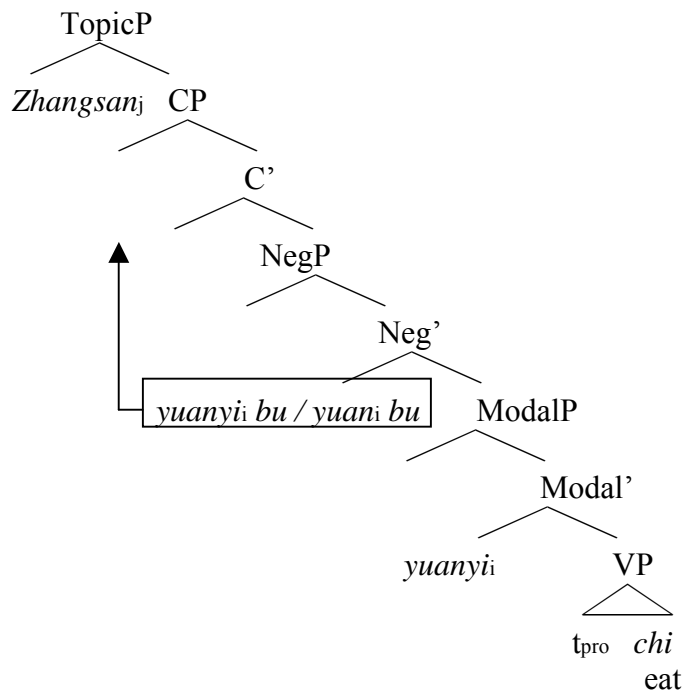 TopicP
Zhangsanj CP
C’
NegP
Neg’
yuanyii bu / yuani bu ModalP
Modal’
yuanyii VP
tpro chi
eat